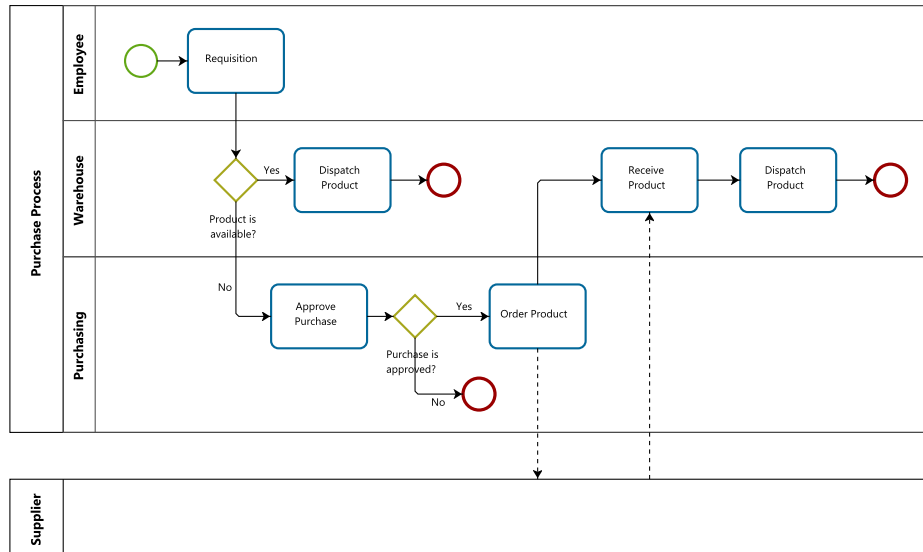 Purchase Process
Employee
Requisition
Warehouse
Yes
Dispatch
Product
Product is
available?
Receive
Product
Dispatch
Product
Purchasing
No
Approve
Purchase
Yes
Purchase is
approved?
No
Order Product
Supplier